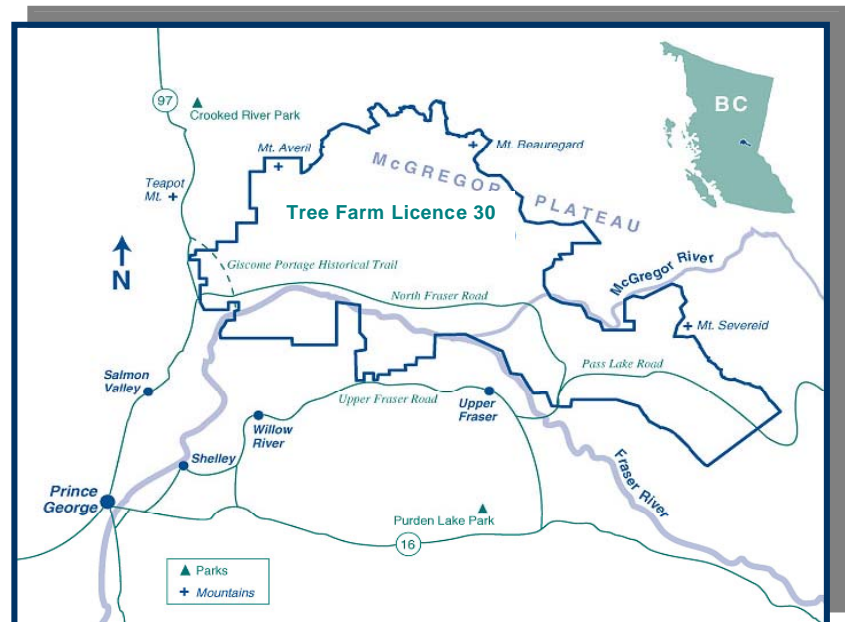 97
Crooked River Park
BC
Mt. Averil
Mt. Beauregard
McGREGOR
PLATEAU
Teapot
Mt.
Tree Farm Licence 30
N
Giscome Portage Historical Trail
McGregor River
North Fraser Road
Mt. Severeid
Pass Lake Road
Salmon
Valley
Upper Fraser Road
Upper
Fraser
Willow
River
Shelley
Fraser River
Prince
George
Purden Lake Park
16
Parks
Mountains